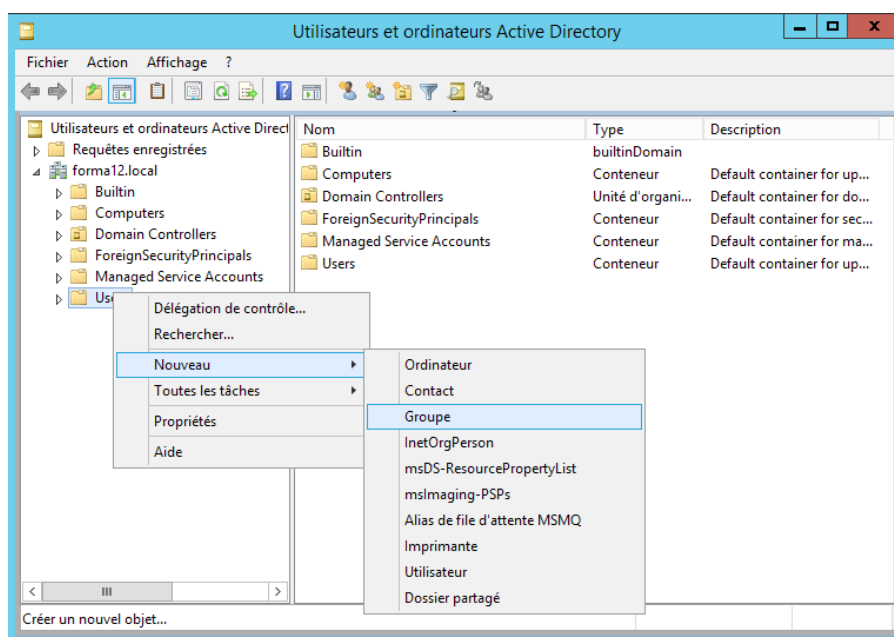 Utilisateurs et ordinateurs Active Directory
Fichier Action Affichage ?
Utilisateurs et ordinateurs Active Direct
Requêtes enregistrées
forma12.local
Builtin
Computers
Domain Controllers
ForeignSecurityPrincipals
Managed Service Accounts
Nom Type Description
Builtin builtinDomain
Computers Conteneur Default container for up...
Domain Controllers Unité d'organi... Default container for do...
ForeignSecurityPrincipals Conteneur Default container for sec...
Managed Service Accounts Conteneur Default container for ma...
Users Conteneur Default container for up...
Délégation de contrôle...
Rechercher...
Nouveau
Toutes les tâches
Propriétés
Aide
Ordinateur
Contact
Groupe
InetOrgPerson
msDS-ResourcePropertyList
msImaging-PSPs
Alias de file d'attente MSMQ
Imprimante
Utilisateur
Dossier partagé
Créer un nouvel objet...